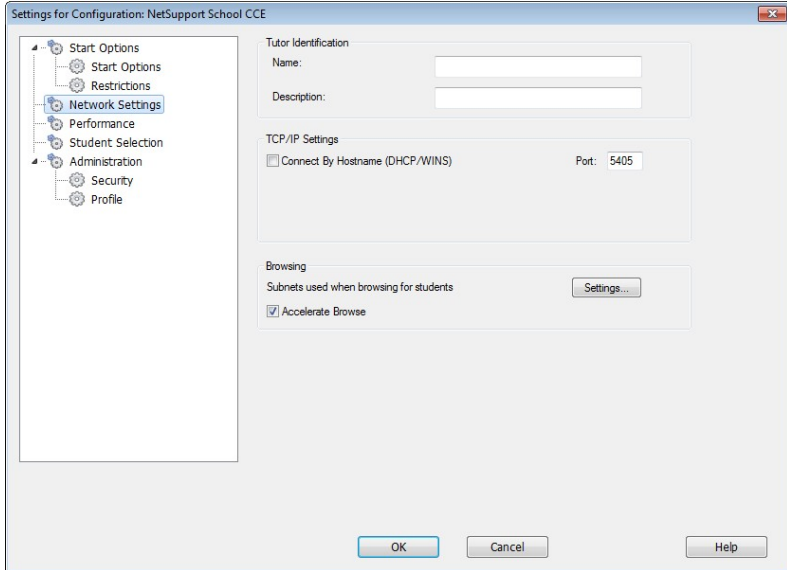 Settings for Configuration: NetSupport School CCE
Start Options
Start Options
Restrictions
Network Settings
Performance
Student Selection
Administration
Security
Profile
Tutor Identification
Name:
Description:
TCP/IP Settings
Connect By Hostname (DHCP/WINS) Port: 5405
Browsing
Subnets used when browsing for students Settings...
Accelerate Browse
OK Cancel Help